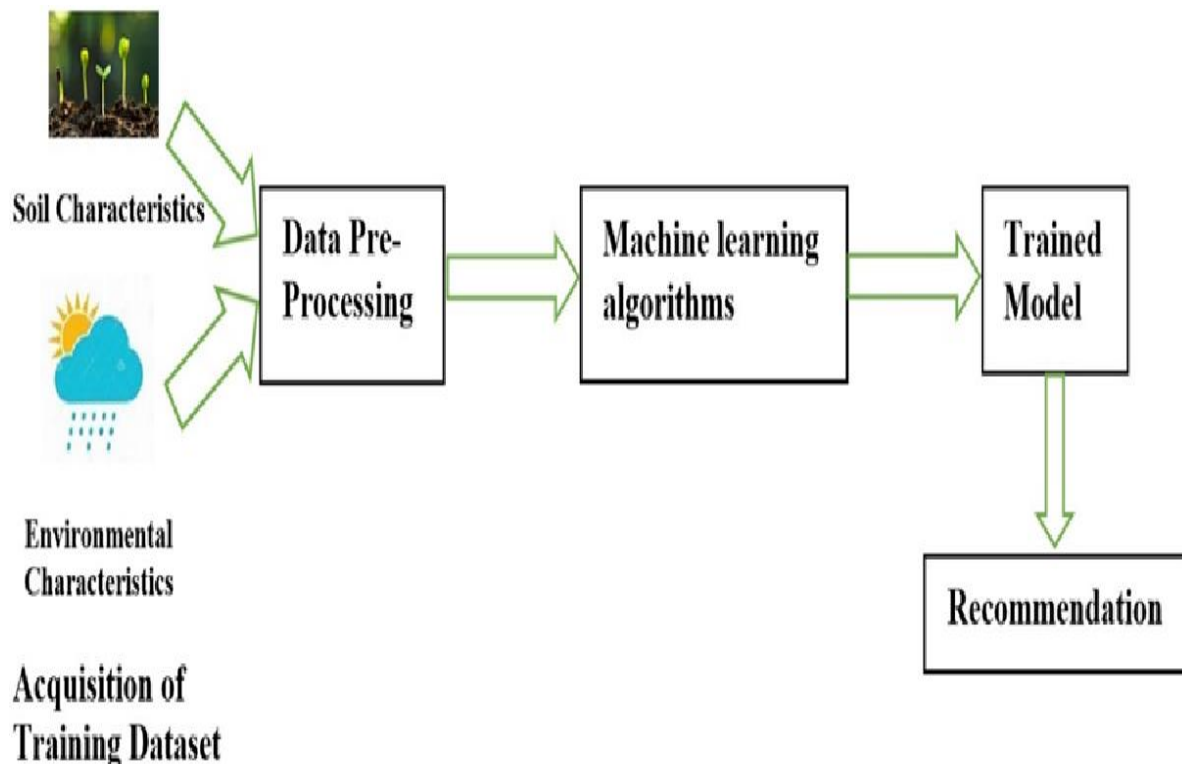 Soil Characteristics
Environmental
Characteristics
Acquisition of
Training Dataset
Data Pre-
Processing
Machine learning
algorithms
Trained
Model
Recommendation